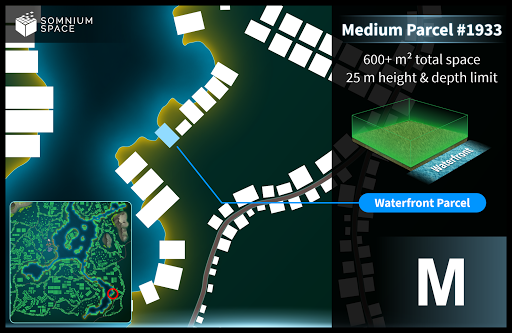 SOMNIUM
SPACE
Medium Parcel #1933
600+ m² total space
25 m height & depth limit
Waterfront
Waterfront Parcel
M